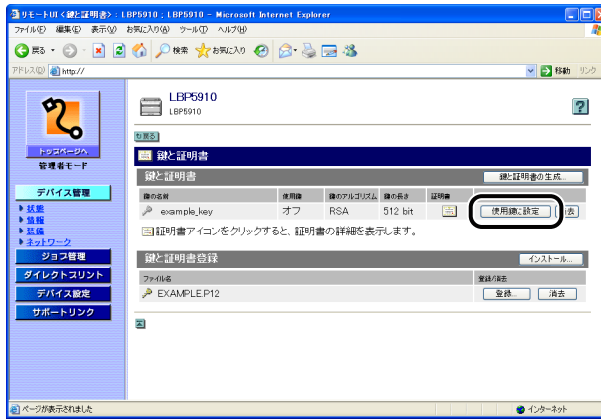 リモートUI <鍵と証明書> : LBP5910 ; LBP5910 - Microsoft Internet Explorer
ファイル(F) 編集(E) 表示(V) お気に入り(A) ツール(T) ヘルプ(H)
戻る 検索 お気に入り
アドレス(D) http:// 移動 リンク
LBP5910
LBP5910
戻る
トップページへ
管理者モード
鍵と証明書
鍵と証明書 鍵と証明書の生成...
デバイス管理
状態
情報
装備
ネットワーク
ジョブ管理
ダイレクトプリント
デバイス設定
サポートリンク
鍵の名前 使用鍵 鍵のアルゴリズム 鍵の長さ 証明書
example_key オフ RSA 512 bit 使用鍵に設定 去
証明書アイコンをクリックすると、証明書の詳細を表示します。
鍵と証明書登録 インストール...
ファイル名 登録/消去
EXAMPLE.P12 登録... 消去
ページが表示されました インターネット